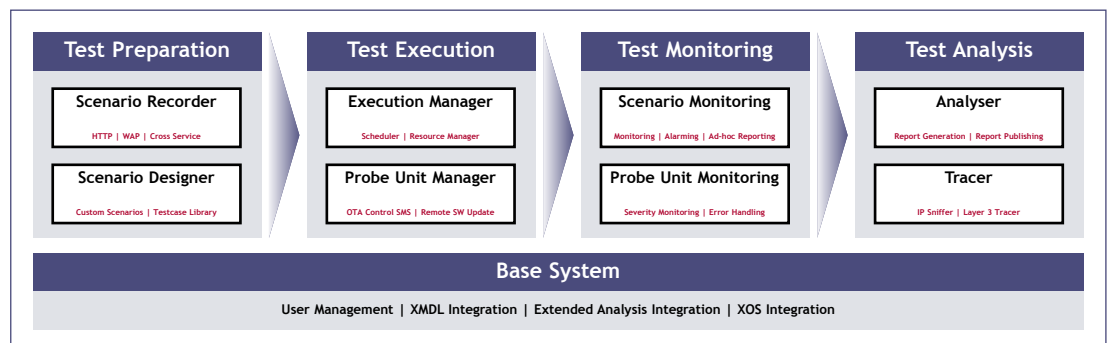 Test Preparation
Scenario Recorder
HTTP | WAP | Cross Service
Scenario Designer
Custom Scenarios | Testcase Library
Test Execution
Execution Manager
Scheduler | Resource Manager
Probe Unit Manager
OTA Control SMS | Remote SW Update
Test Monitoring
Scenario Monitoring
Monitoring | Alarming | Ad-hoc Reporting
Probe Unit Monitoring
Severity Monitoring | Error Handling
Test Analysis
Analyser
Report Generation | Report Publishing
Tracer
IP Sniffer | Layer 3 Tracer
Base System
User Management | XMDL Integration | Extended Analysis Integration | XOS Integration